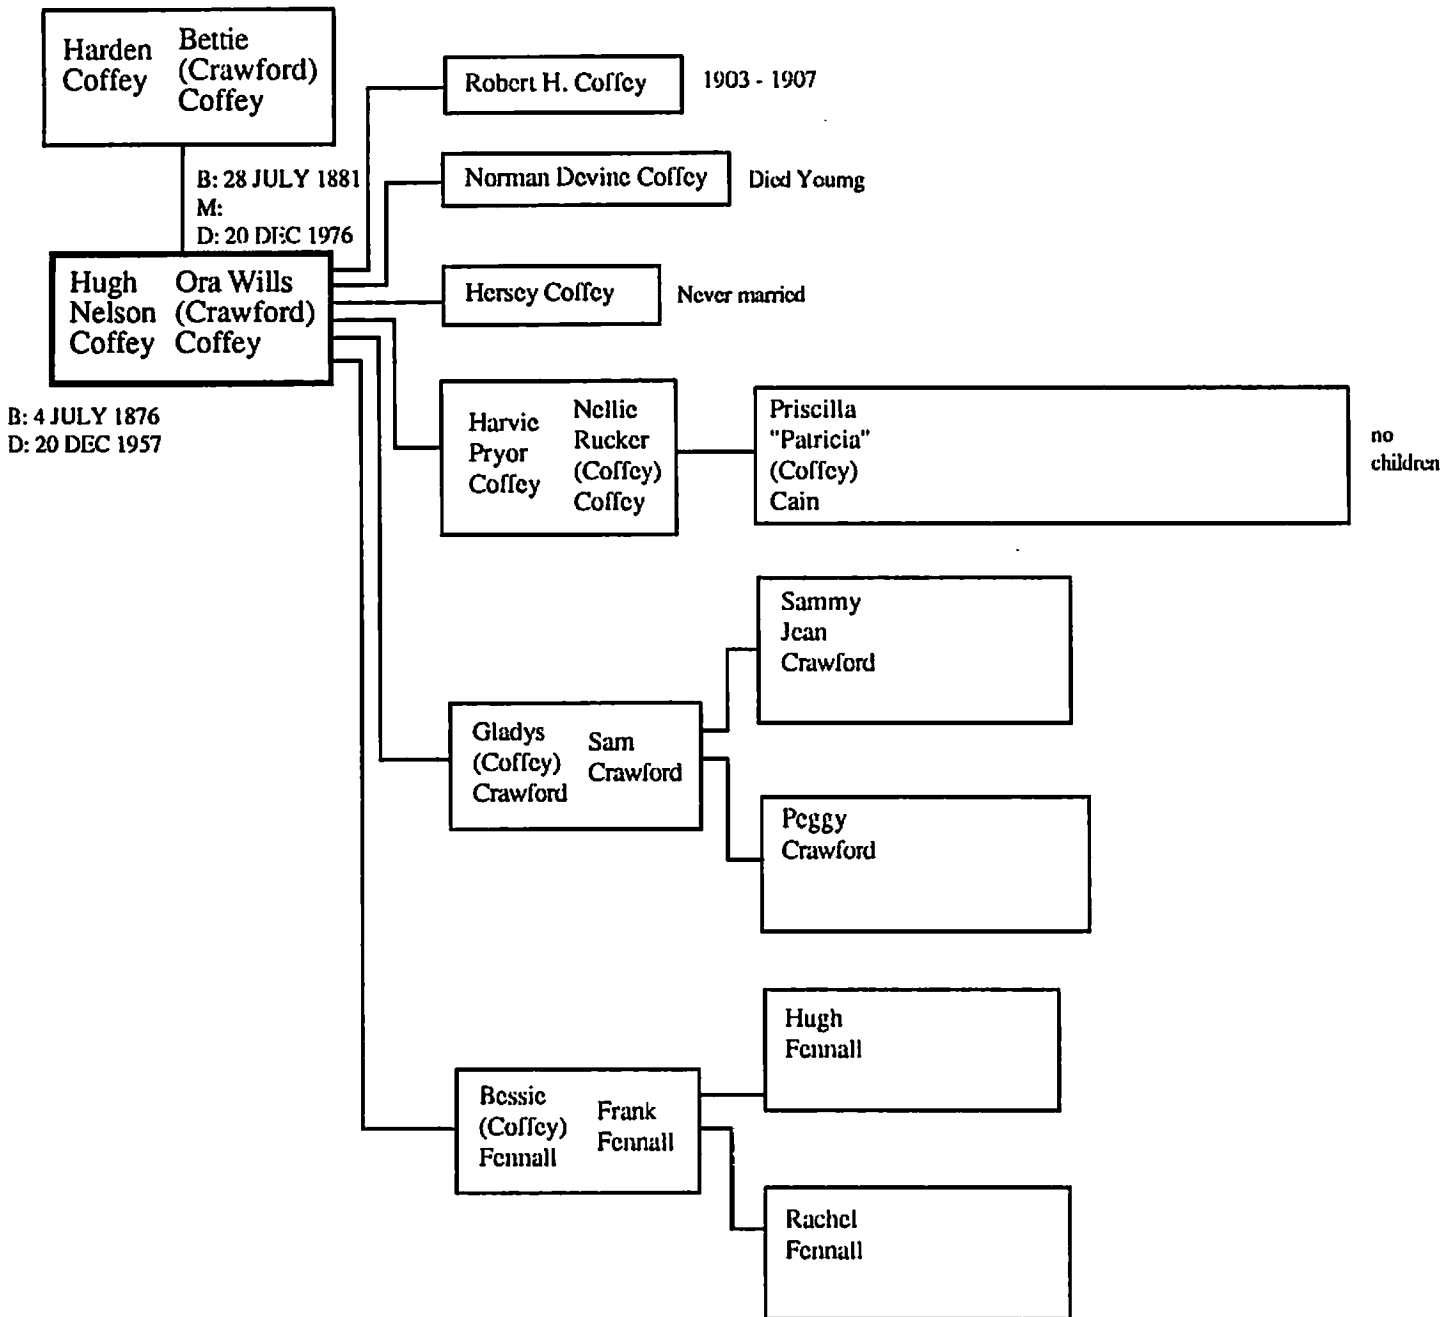 Harden
Coffey
Bettie
(Crawford)
Coffey
B: 28 JULY 1881
M:
D: 20 DEC 1976
Hugh
Nelson
Coffey
Ora Wills
(Crawford)
Coffey
B: 4 JULY 1876
D: 20 DEC 1957
Robert H. Coffey
1903 - 1907
Norman Devine Coffey
Died Youmg
Hersey Coffey
Never married
Harvie
Pryor
Coffey
Nellie
Rucker
(Coffey)
Coffey
Priscilla
"Patricia"
(Coffey)
Cain
no
children
Gladys
(Coffey)
Crawford
Sam
Crawford
Sammy
Jean
Crawford
Peggy
Crawford
Bessie
(Coffey)
Fennall
Frank
Fennall
Hugh
Fennall
Rachel
Fennall